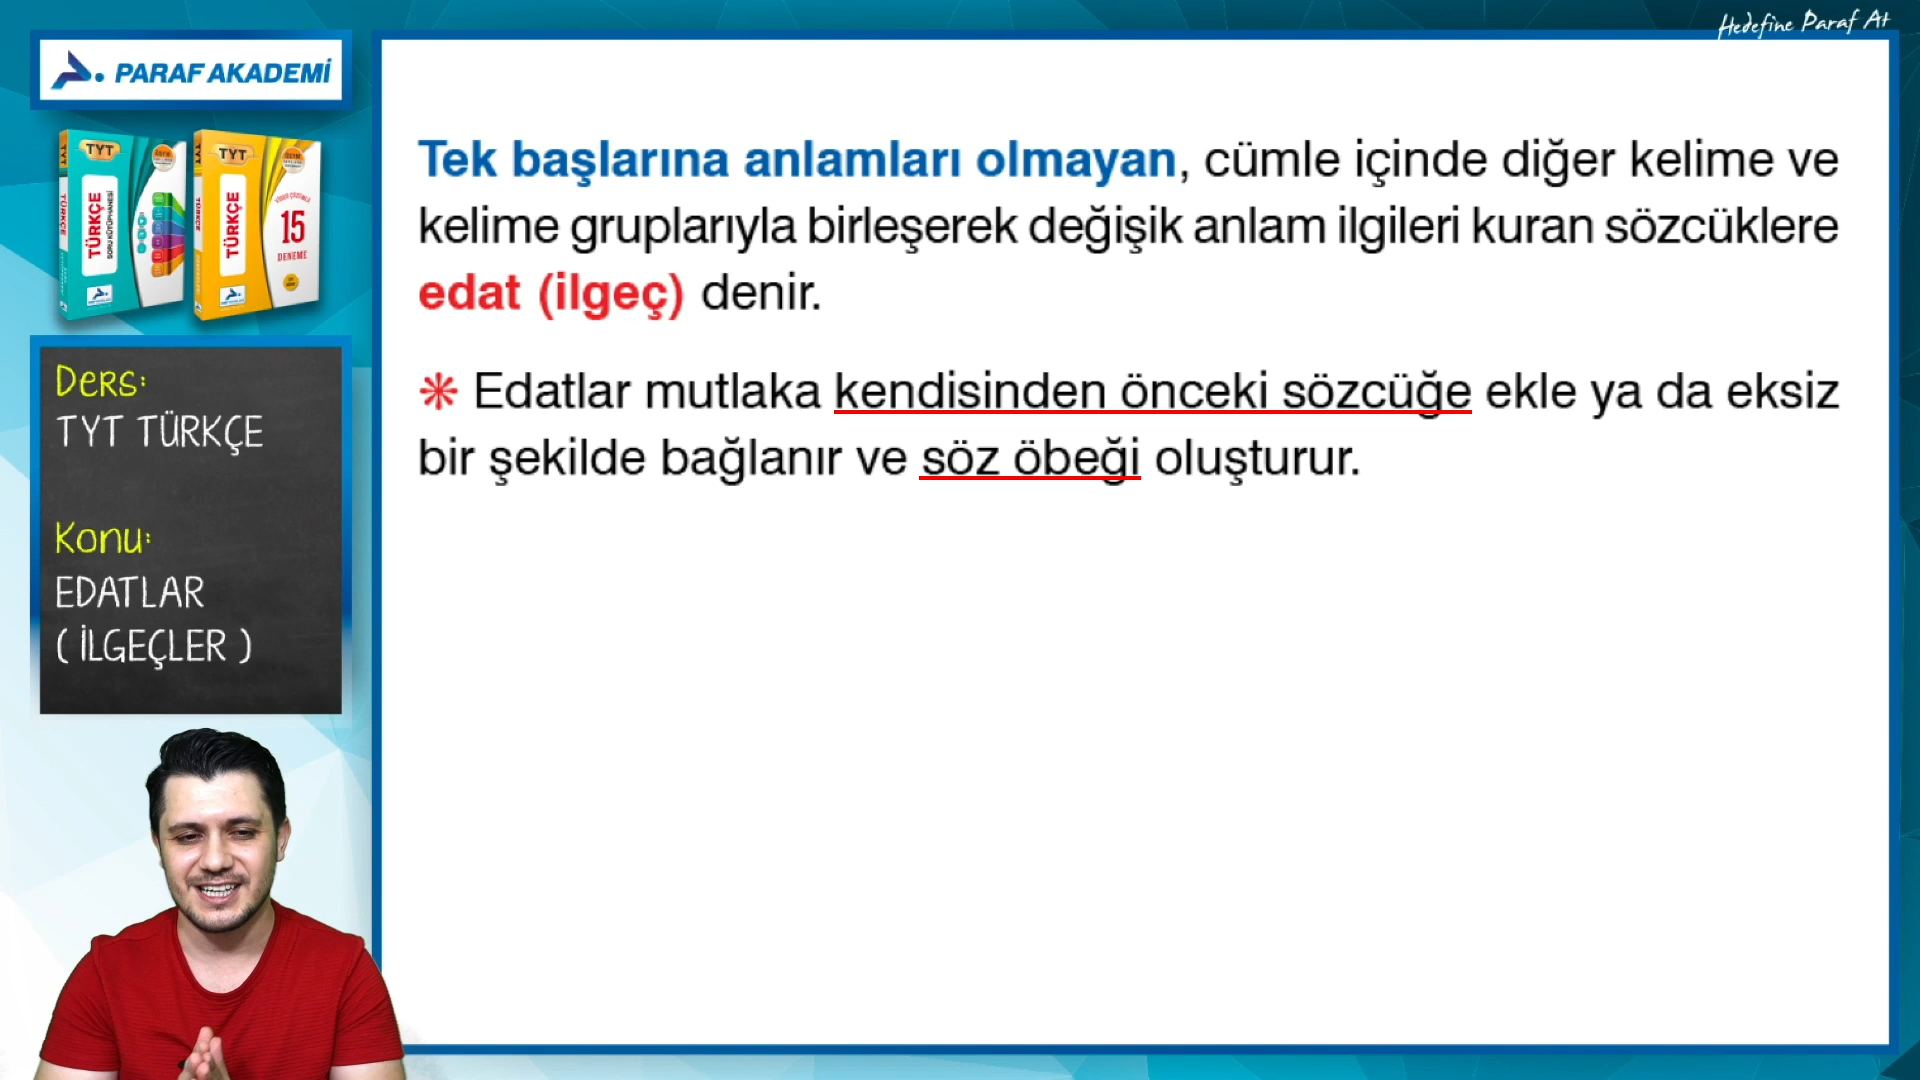 Hedefine Paraf At
PARAF AKADEMİ
TYT
TÜRKÇE
SORU KÜTÜPHANESİ
TYT
TÜRKÇE
15
DENEME
Ders:
TYT TÜRKÇE
Konu:
EDATLAR
( İLGEÇLER )
Tek başlarına anlamları olmayan, cümle içinde diğer kelime ve
kelime gruplarıyla birleşerek değişik anlam ilgileri kuran sözcüklere
edat (ilgeç) denir.
Edatlar mutlaka kendisinden önceki sözcüğe ekle ya da eksiz
bir şekilde bağlanır ve söz öbeği oluşturur.